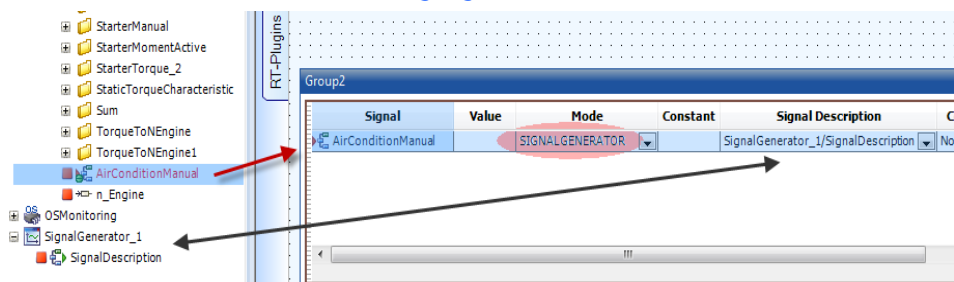 StarterManual
StarterMomentActive
StarterTorque_2
StaticTorqueCharacteristic
Sum
TorqueToNEngine
TorqueToNEngine1
AirConditionManual
n_Engine
OS OSMonitoring
SignalGenerator_1
SignalDescription
RT-Plugins
Group2
Signal Value Mode Constant Signal Description C
AirConditionManual SIGNALGENERATOR SignalGenerator_1/SignalDescription No